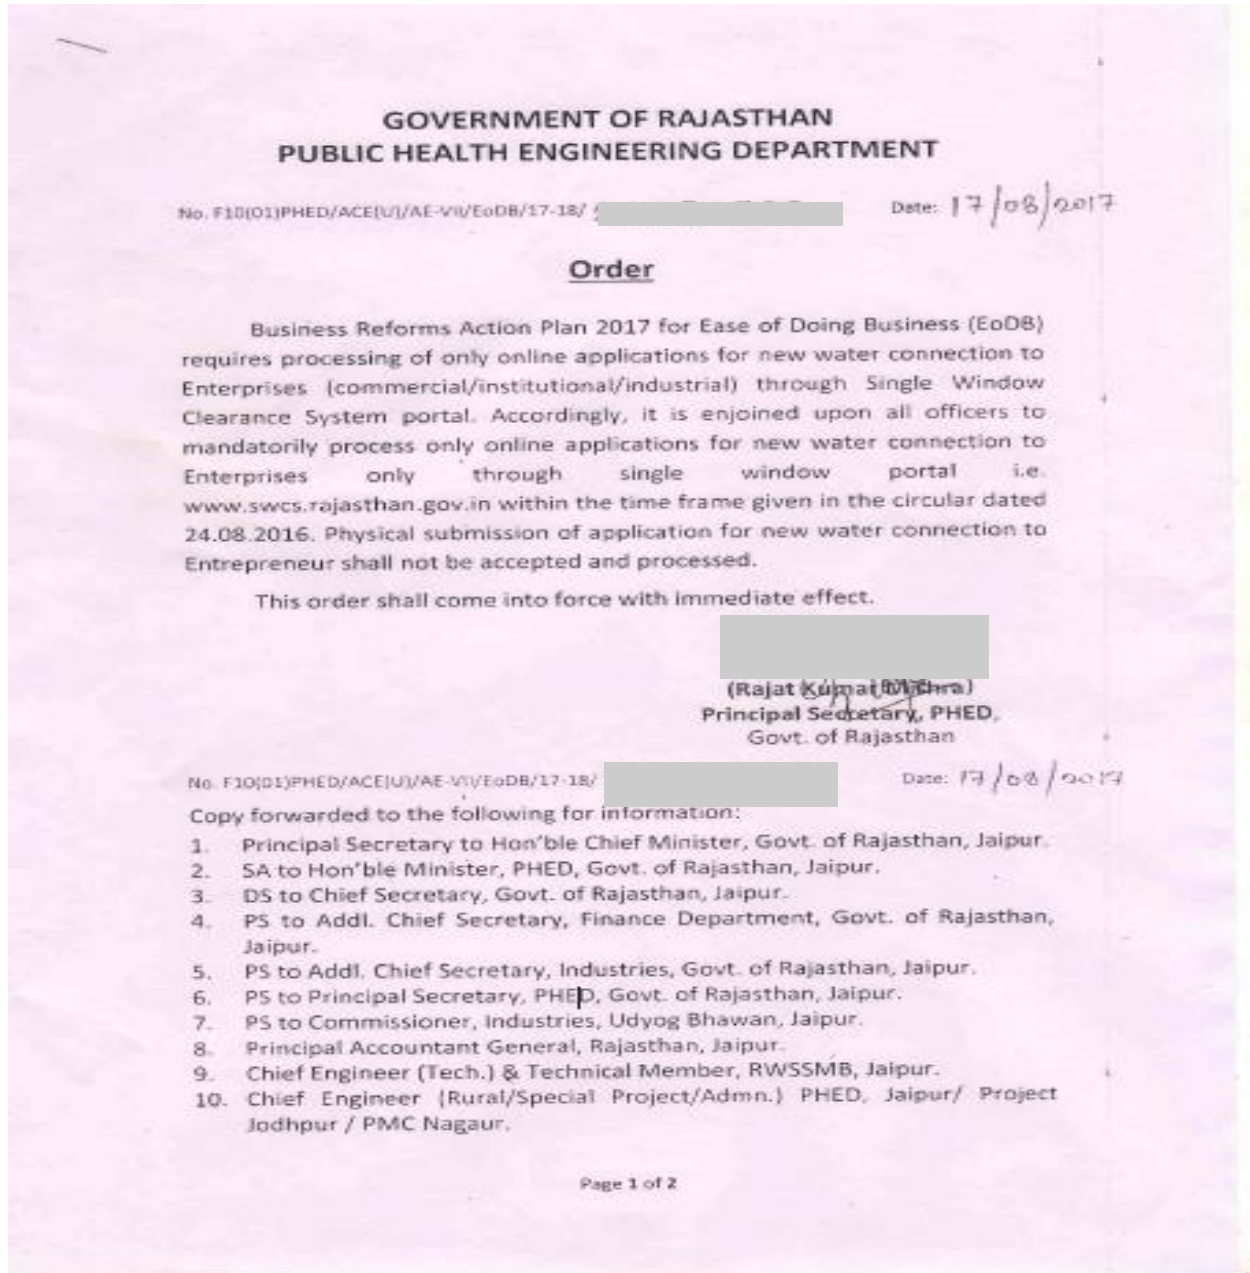 GOVERNMENT OF RAJASTHAN
PUBLIC HEALTH ENGINEERING DEPARTMENT
No. F10(01)PHED/ACE(U)/AE-VII/EoDB/17-18/
Date: 17/08/2017
Order
Business Reforms Action Plan 2017 for Ease of Doing Business (EoDB)
requires processing of only online applications for new water connection to
Enterprises (commercial/institutional/industrial) through Single Window
Clearance System portal. Accordingly, it is enjoined upon all officers to
mandatorily process only online applications for new water connection to
Enterprises only through single window portal i.e.
www.swcs.rajasthan.gov.in within the time frame given in the circular dated
24.08.2016. Physical submission of application for new water connection to
Entrepreneur shall not be accepted and processed.
This order shall come into force with immediate effect.
(Rajat Kumar Mishra)
Principal Secretary, PHED,
Govt. of Rajasthan
No. F10(01)PHED/ACE(U)/AE-VII/EoDB/17-18/
Date: 17/08/2017
Copy forwarded to the following for information:
1. Principal Secretary to Hon'ble Chief Minister, Govt. of Rajasthan, Jaipur.
2. SA to Hon'ble Minister, PHED, Govt. of Rajasthan, Jaipur.
3. DS to Chief Secretary, Govt. of Rajasthan, Jaipur.
4. PS to Addl. Chief Secretary, Finance Department, Govt. of Rajasthan,
Jaipur.
5. PS to Addl. Chief Secretary, Industries, Govt. of Rajasthan, Jaipur.
6. PS to Principal Secretary, PHED, Govt. of Rajasthan, Jaipur.
7. PS to Commissioner, Industries, Udyog Bhawan, Jaipur.
8. Principal Accountant General, Rajasthan, Jaipur.
9. Chief Engineer (Tech.) & Technical Member, RWSSMB, Jaipur.
10. Chief Engineer (Rural/Special Project/Admn.) PHED, Jaipur/ Project
Jodhpur / PMC Nagaur.
Page 1 of 2